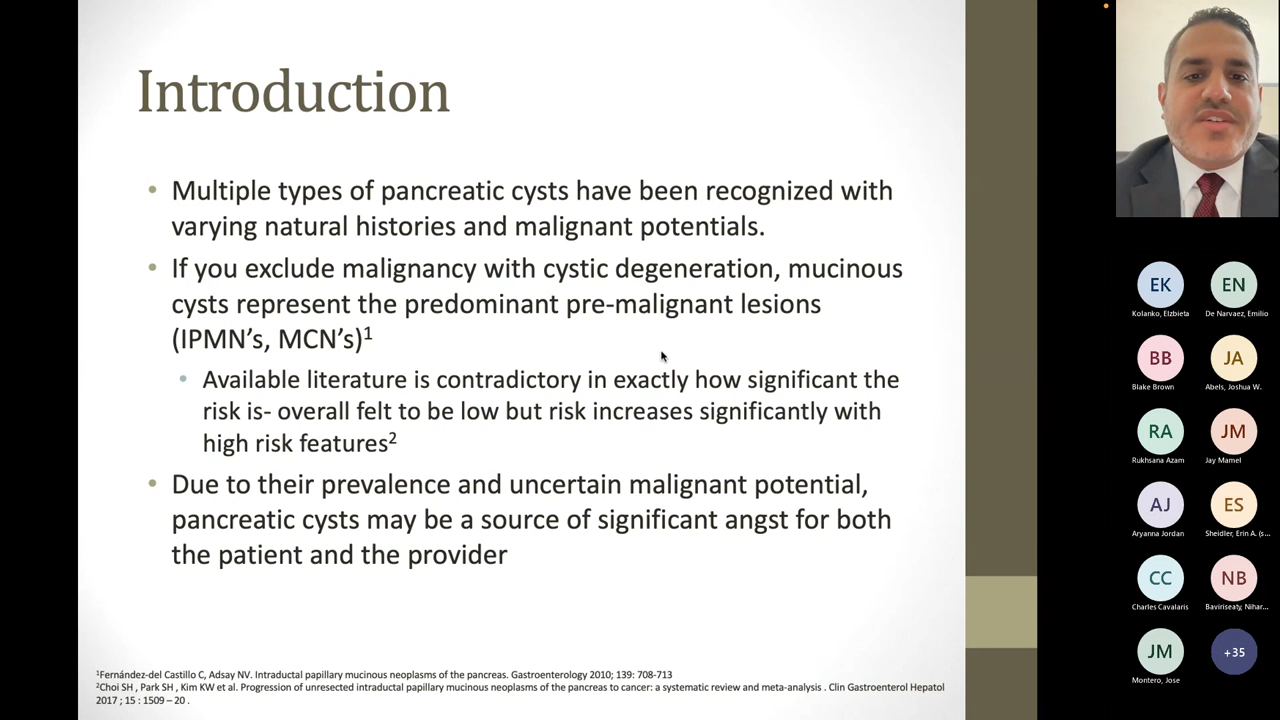 Introduction
• Multiple types of pancreatic cysts have been recognized with
varying natural histories and malignant potentials.
• If you exclude malignancy with cystic degeneration, mucinous
cysts represent the predominant pre-malignant lesions
(IPMN's, MCN's)1
• Available literature is contradictory in exactly how significant the
risk is- overall felt to be low but risk increases significantly with
high risk features2
• Due to their prevalence and uncertain malignant potential,
pancreatic cysts may be a source of significant angst for both
the patient and the provider
1Fernández-del Castillo C, Adsay NV. Intraductal papillary mucinous neoplasms of the pancreas. Gastroenterology 2010; 139: 708-713
2Choi SH , Park SH , Kim KW et al. Progression of unresected intraductal papillary mucinous neoplasms of the pancreas to cancer: a systematic review and meta-analysis . Clin Gastroenterol Hepatol
2017 ; 15 : 1509 – 20 .
EK EN
Kolanko, Elzbieta De Narvaez, Emilio
BB JA
Blake Brown Abels, Joshua W.
RA JM
Rukhsana Azam Jay Mamel
AJ ES
Aryanna Jordan Sheidler, Erin A. (s...
CC NB
Charles Cavalaris Baviriseaty, Nihar...
JM +35
Montero, Jose